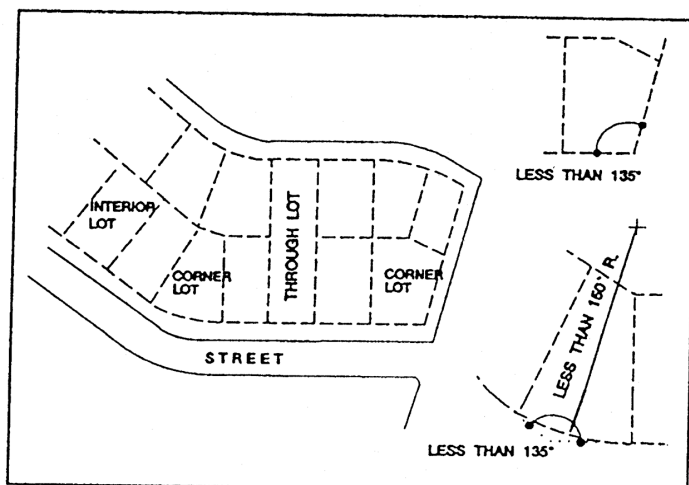 LESS THAN 135°
INTERIOR
LOT
THROUGH LOT
CORNER
LOT
CORNER
LOT
LESS THAN 150' R.
STREET
LESS THAN 135°